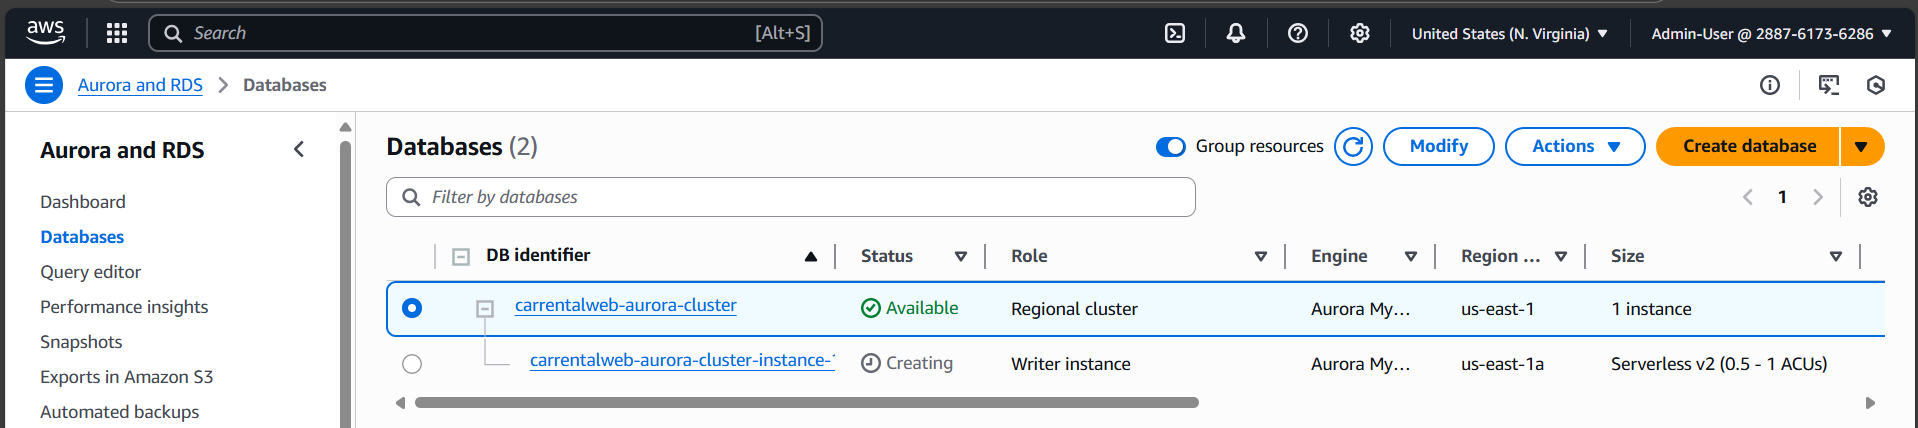 aws
Search [Alt+S] United States (N. Virginia) Admin-User @ 2887-6173-6286
Aurora and RDS Databases
Aurora and RDS
Dashboard
Databases
Query editor
Performance insights
Snapshots
Exports in Amazon S3
Automated backups
Databases (2) Group resources Modify Actions Create database
Filter by databases 1
DB identifier Status Role Engine Region ... Size
carrentalweb-aurora-cluster Available Regional cluster Aurora My... us-east-1 1 instance
carrentalweb-aurora-cluster-instance-1 Creating Writer instance Aurora My... us-east-1a Serverless v2 (0.5 - 1 ACUs)